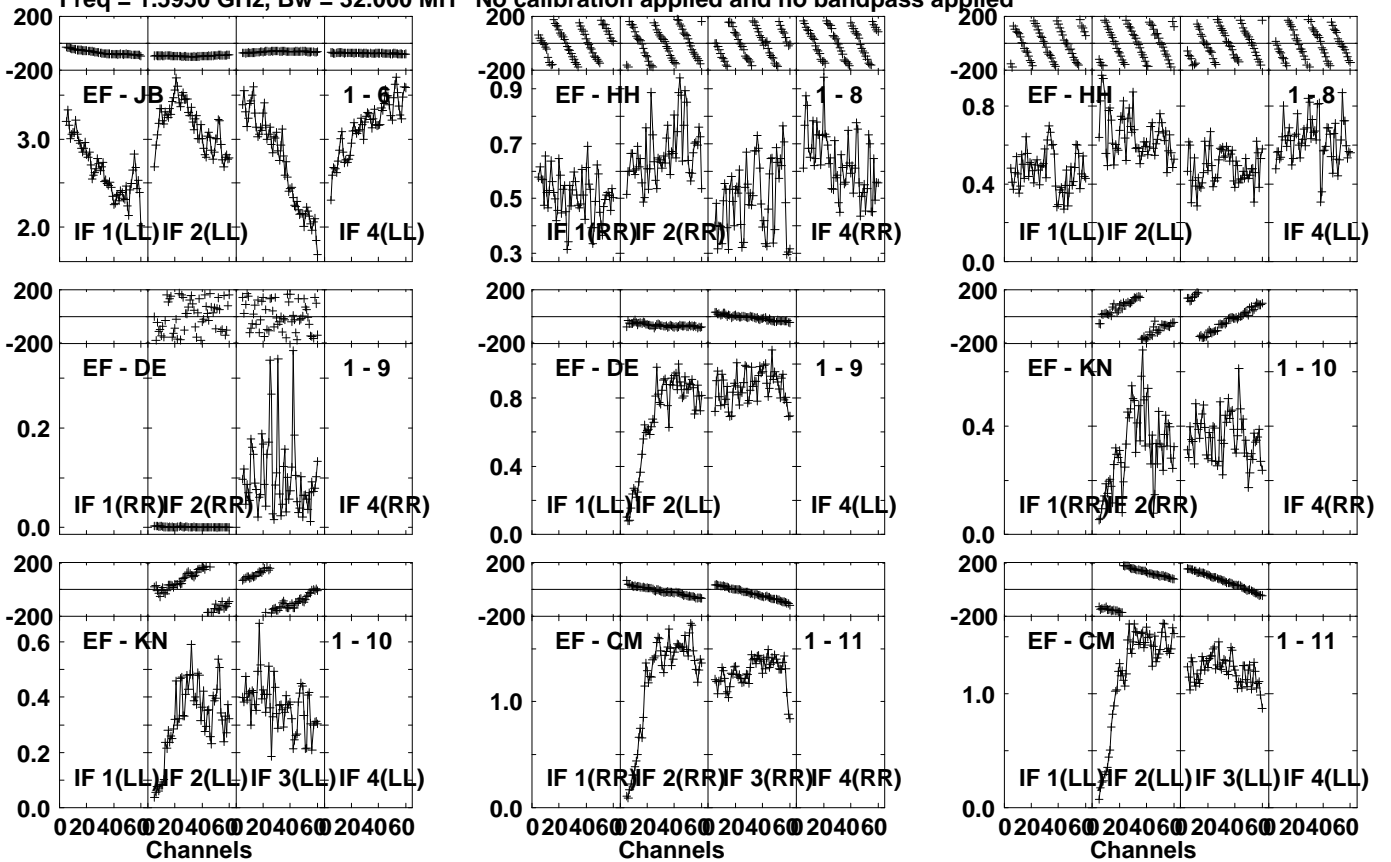 Freq = 1.5950 GHz, Bw = 32.000 MH No calibration applied and no bandpass applied
200 200 200
-200 -200 -200
EF - JB 1 - 6 EF - HH 1 - 8 EF - HH 1 - 8
0.9 0.8
3.0 0.7
0.5 0.4
2.0 0.3 0.0
IF 1(LL) IF 2(LL) IF 4(LL) IF 1(RR) IF 2(RR) IF 4(RR) IF 1(LL) IF 2(LL) IF 4(LL)
200 200 200
-200 -200 -200
EF - DE 1 - 9 EF - DE 1 - 9 EF - KN 1 - 10
0.2 0.8 0.4
0.4
0.0 0.0 0.0
IF 1(RR) IF 2(RR) IF 4(RR) IF 1(LL) IF 2(LL) IF 4(LL) IF 1(RR) IF 2(RR) IF 4(RR)
200 200 200
-200 -200 -200
EF - KN 1 - 10 EF - CM 1 - 11 EF - CM 1 - 11
0.6
0.4 1.0 1.0
0.2
0.0 0.0 0.0
IF 1(LL) IF 2(LL) IF 3(LL) IF 4(LL) IF 1(RR) IF 2(RR) IF 3(RR) IF 4(RR) IF 1(LL) IF 2(LL) IF 3(LL) IF 4(LL)
0 20 40 60 0 20 40 60 0 20 40 60 0 20 40 60 0 20 40 60 0 20 40 60 0 20 40 60 0 20 40 60 0 20 40 60 0 20 40 60 0 20 40 60 0 20 40 60
Channels Channels Channels